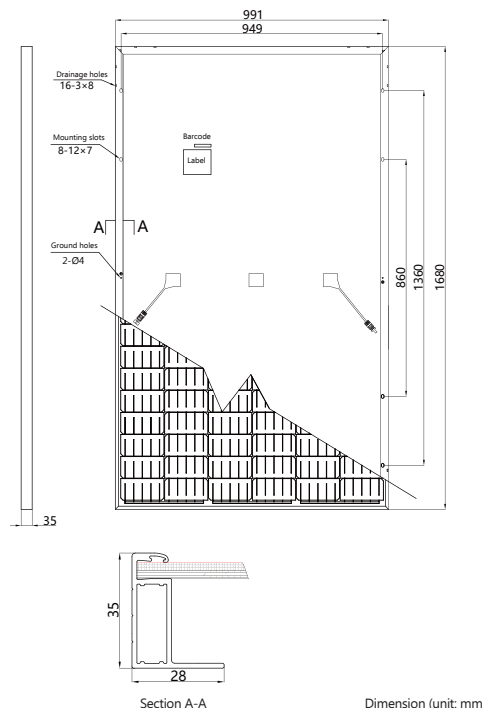 991
949
Drainage holes
16-3×8
Mounting slots
8-12×7
Barcode
Label
A A
Ground holes
2-Ø4
860
1360
1680
35
35
28
Section A-A
Dimension (unit: mm